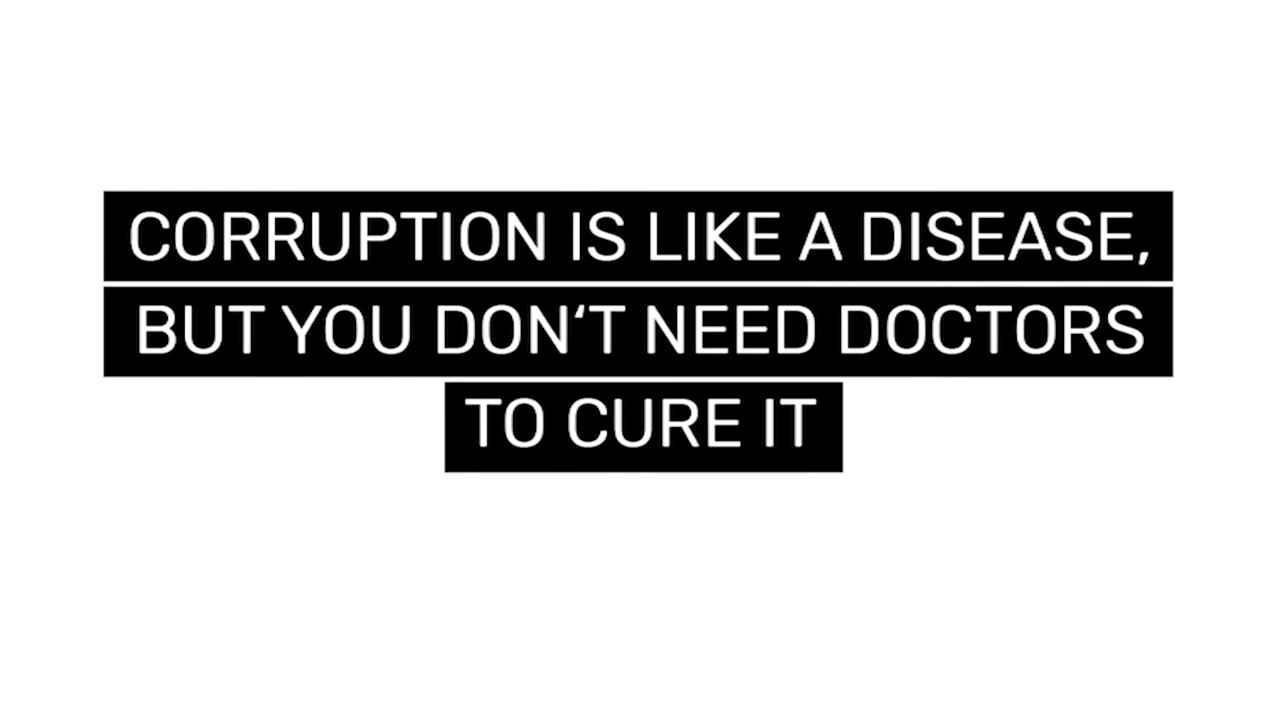 CORRUPTION IS LIKE A DISEASE,
BUT YOU DON‘T NEED DOCTORS
TO CURE IT